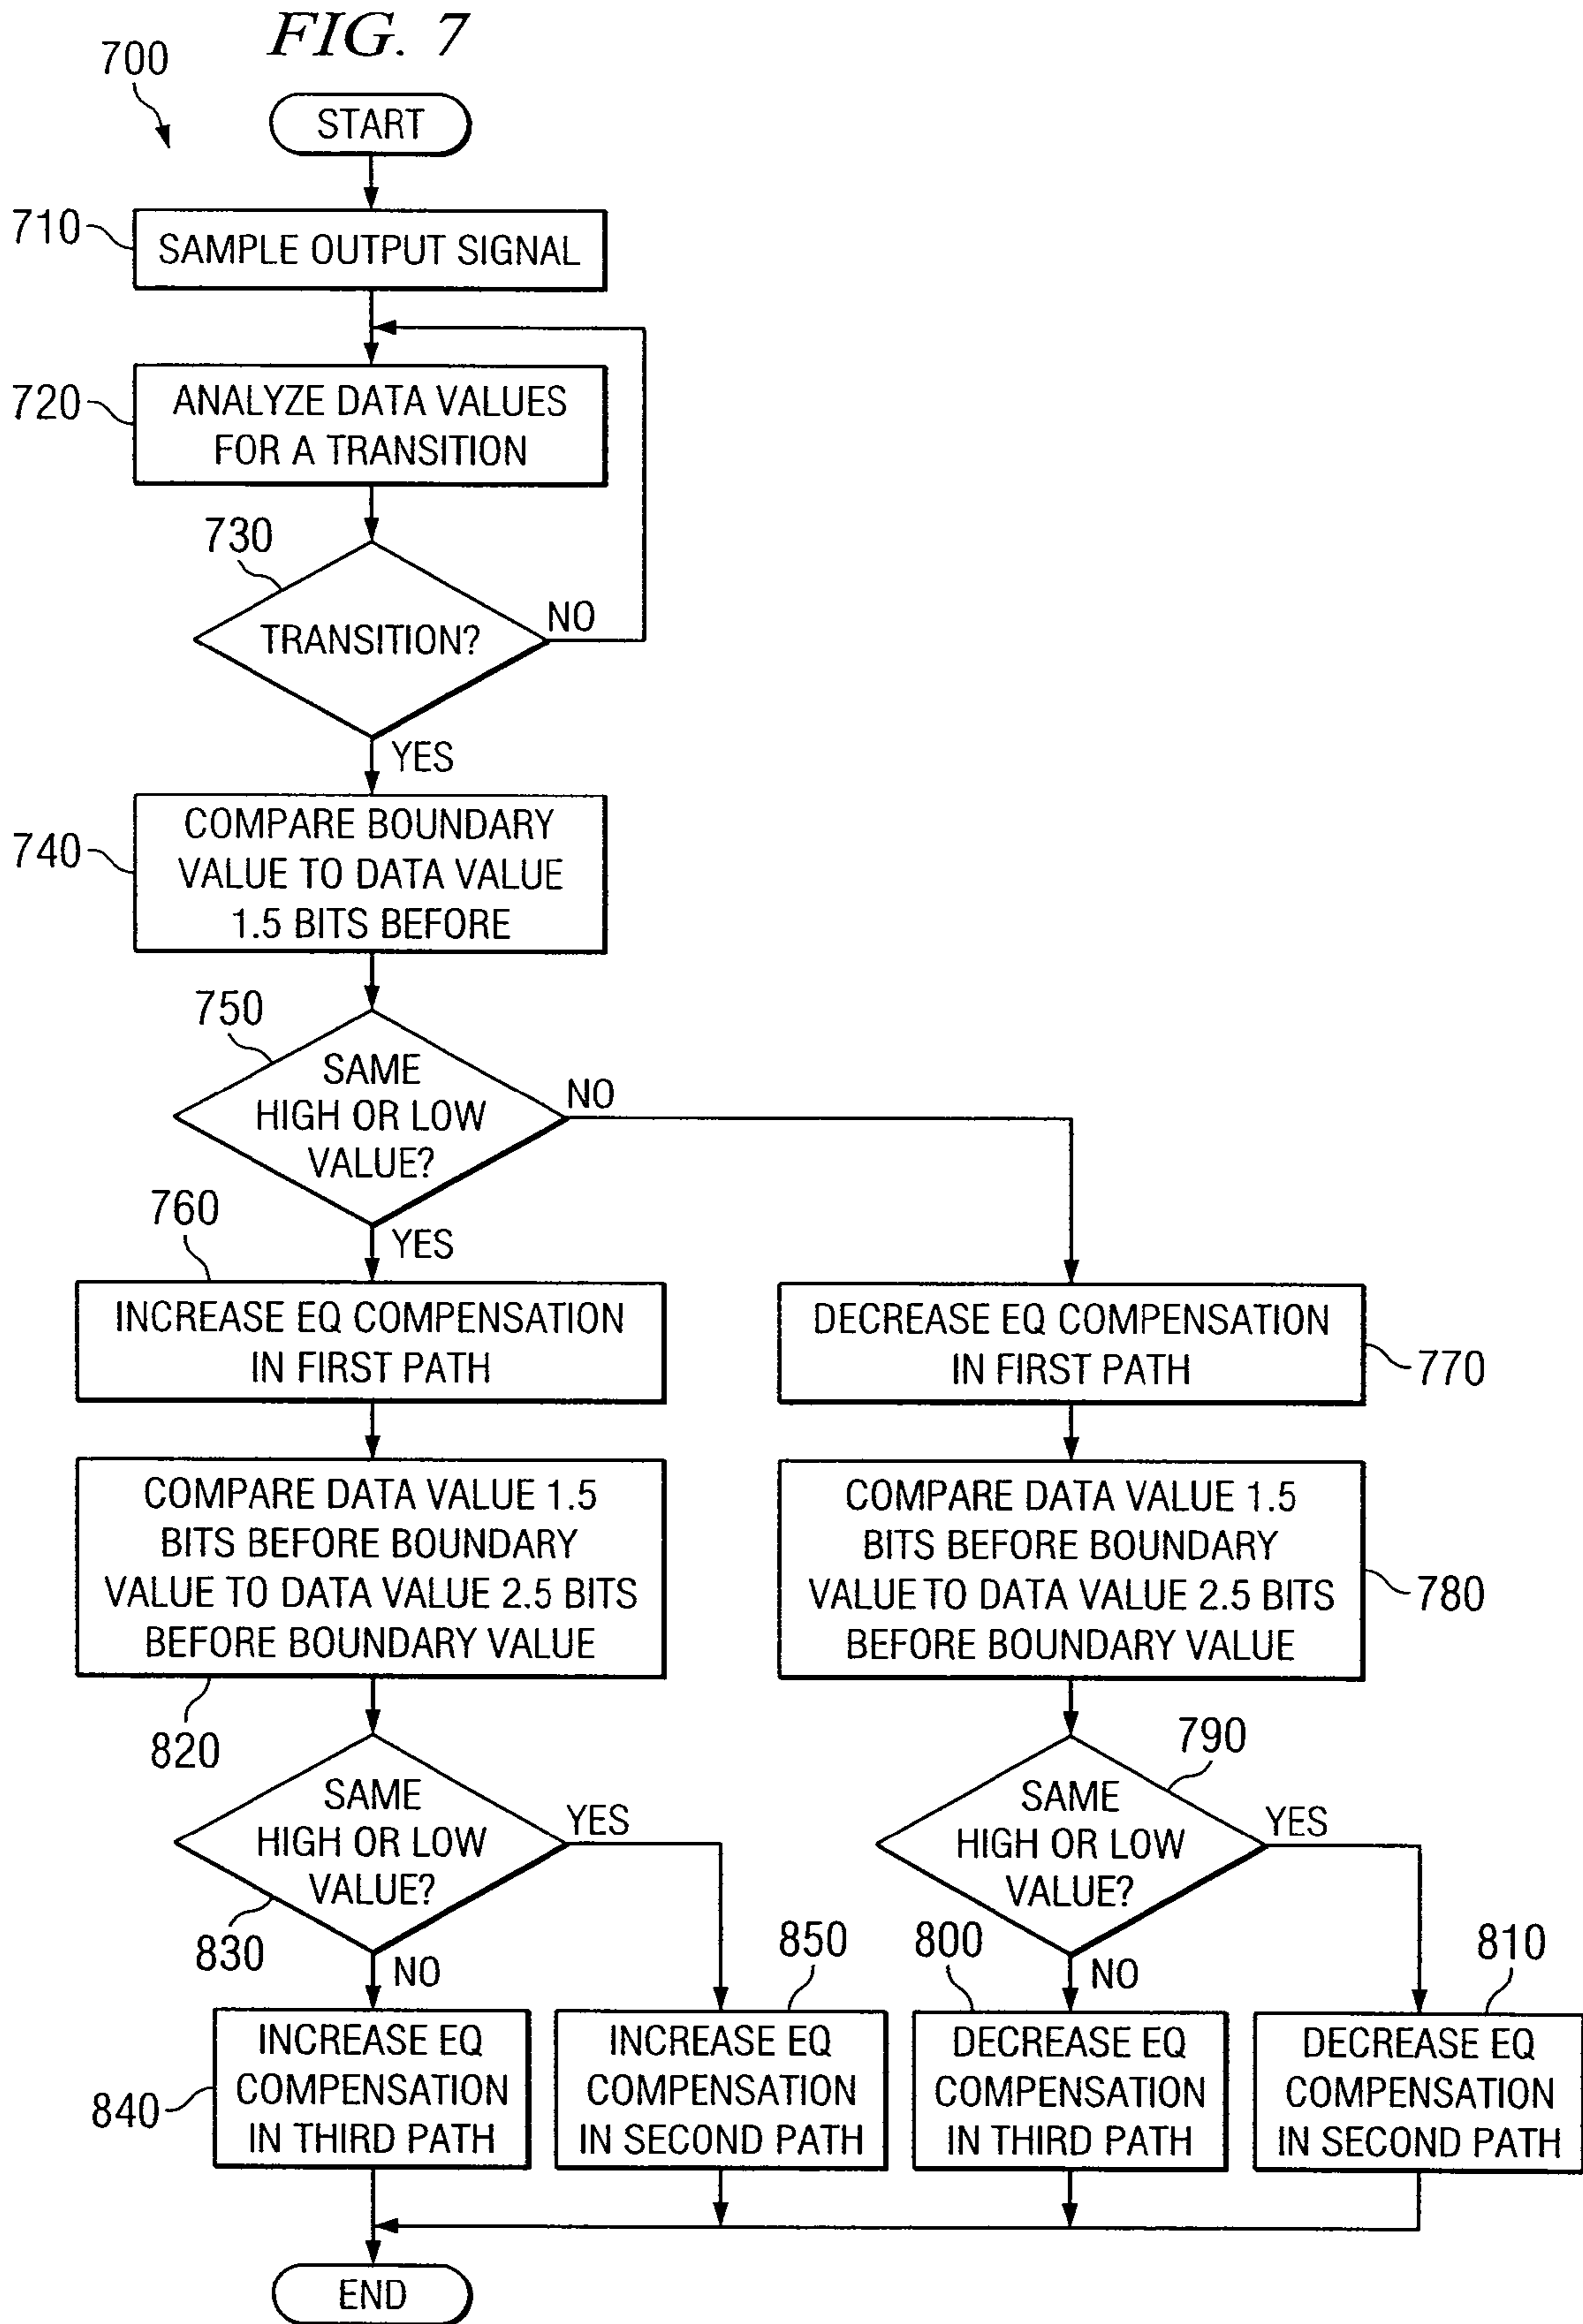 FIG. 7
700
START
710
SAMPLE OUTPUT SIGNAL
720
ANALYZE DATA VALUES
FOR A TRANSITION
730
TRANSITION?
NO
YES
740
COMPARE BOUNDARY
VALUE TO DATA VALUE
1.5 BITS BEFORE
750
SAME
HIGH OR LOW
VALUE?
NO
YES
760
INCREASE EQ COMPENSATION
IN FIRST PATH
DECREASE EQ COMPENSATION
IN FIRST PATH
770
COMPARE DATA VALUE 1.5
BITS BEFORE BOUNDARY
VALUE TO DATA VALUE 2.5 BITS
BEFORE BOUNDARY VALUE
820
COMPARE DATA VALUE 1.5
BITS BEFORE BOUNDARY
VALUE TO DATA VALUE 2.5 BITS
BEFORE BOUNDARY VALUE
780
SAME
HIGH OR LOW
VALUE?
830
YES
NO
790
SAME
HIGH OR LOW
VALUE?
YES
NO
840
INCREASE EQ
COMPENSATION
IN THIRD PATH
850
INCREASE EQ
COMPENSATION
IN SECOND PATH
800
DECREASE EQ
COMPENSATION
IN THIRD PATH
810
DECREASE EQ
COMPENSATION
IN SECOND PATH
END